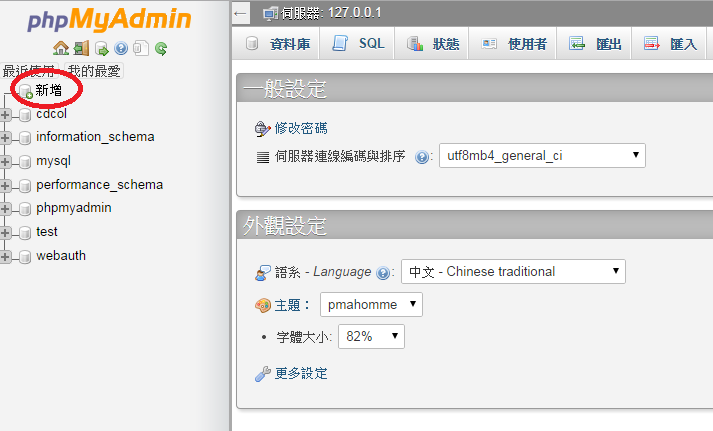 phpMyAdmin
最近使用 我的最愛
新增
cdcol
information_schema
mysql
performance_schema
phpmyadmin
test
webauth
伺服器: 127.0.0.1
資料庫 SQL 狀態 使用者 匯出 匯入
一般設定
修改密碼
伺服器連線編碼與排序 : utf8mb4_general_ci
外觀設定
語系 - Language : 中文 - Chinese traditional
主題： pmahomme
• 字體大小: 82%
更多設定